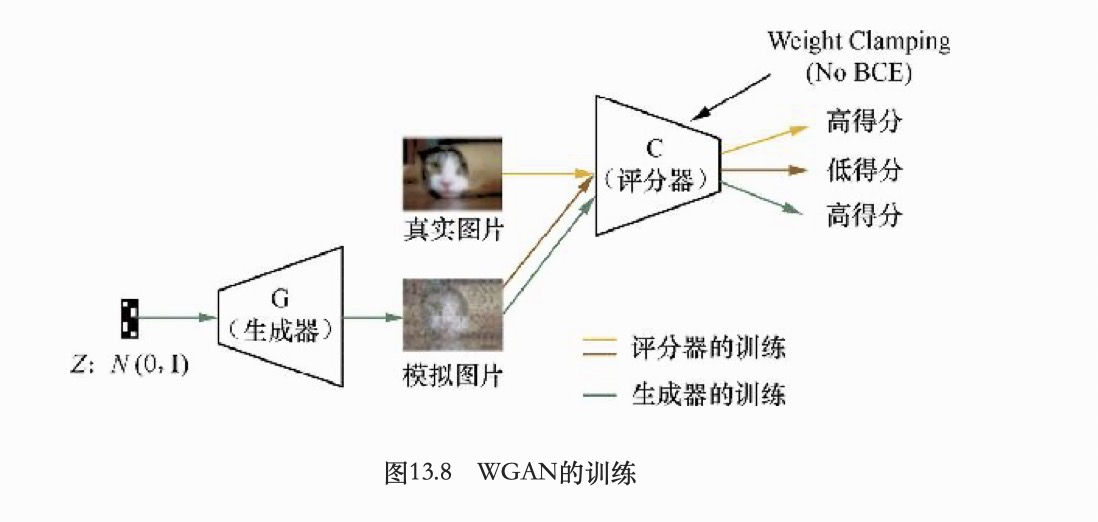 Weight Clamping
(No BCE)
高得分
C
（评分器）
低得分
真实图片
高得分
G
（生成器）
Z: N(0, I)
模拟图片
评分器的训练
生成器的训练
图13.8 WGAN的训练